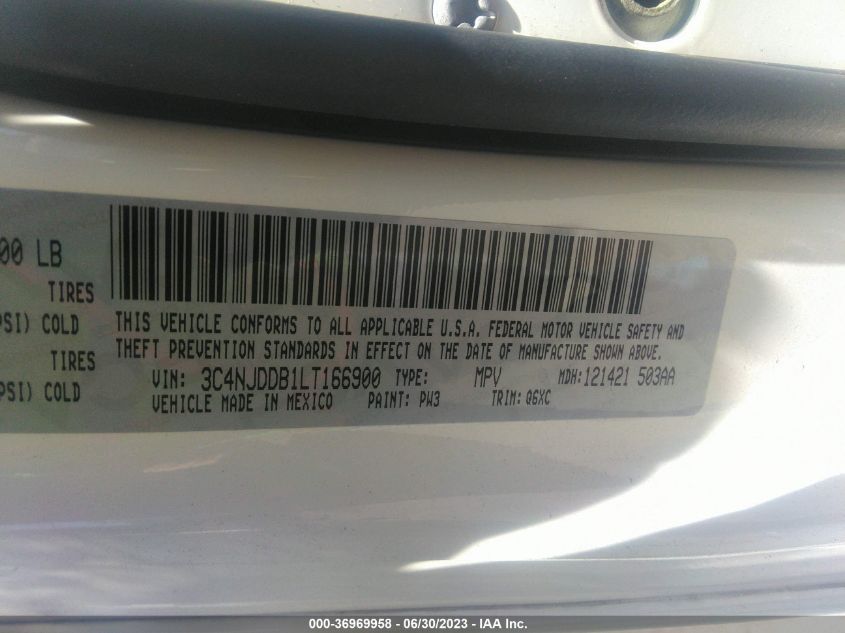 00 LB
TIRES
PSI) COLD
TIRES
PSI) COLD
THIS VEHICLE CONFORMS TO ALL APPLICABLE U.S.A. FEDERAL MOTOR VEHICLE SAFETY AND
THEFT PREVENTION STANDARDS IN EFFECT ON THE DATE OF MANUFACTURE SHOWN ABOVE.
VIN: 3C4NJDDB1LT166900 TYPE: MPV MDH:121421 503AA
VEHICLE MADE IN MEXICO PAINT: PW3 TRIM: Q6XC
000-36969958 - 06/30/2023 - IAA Inc.